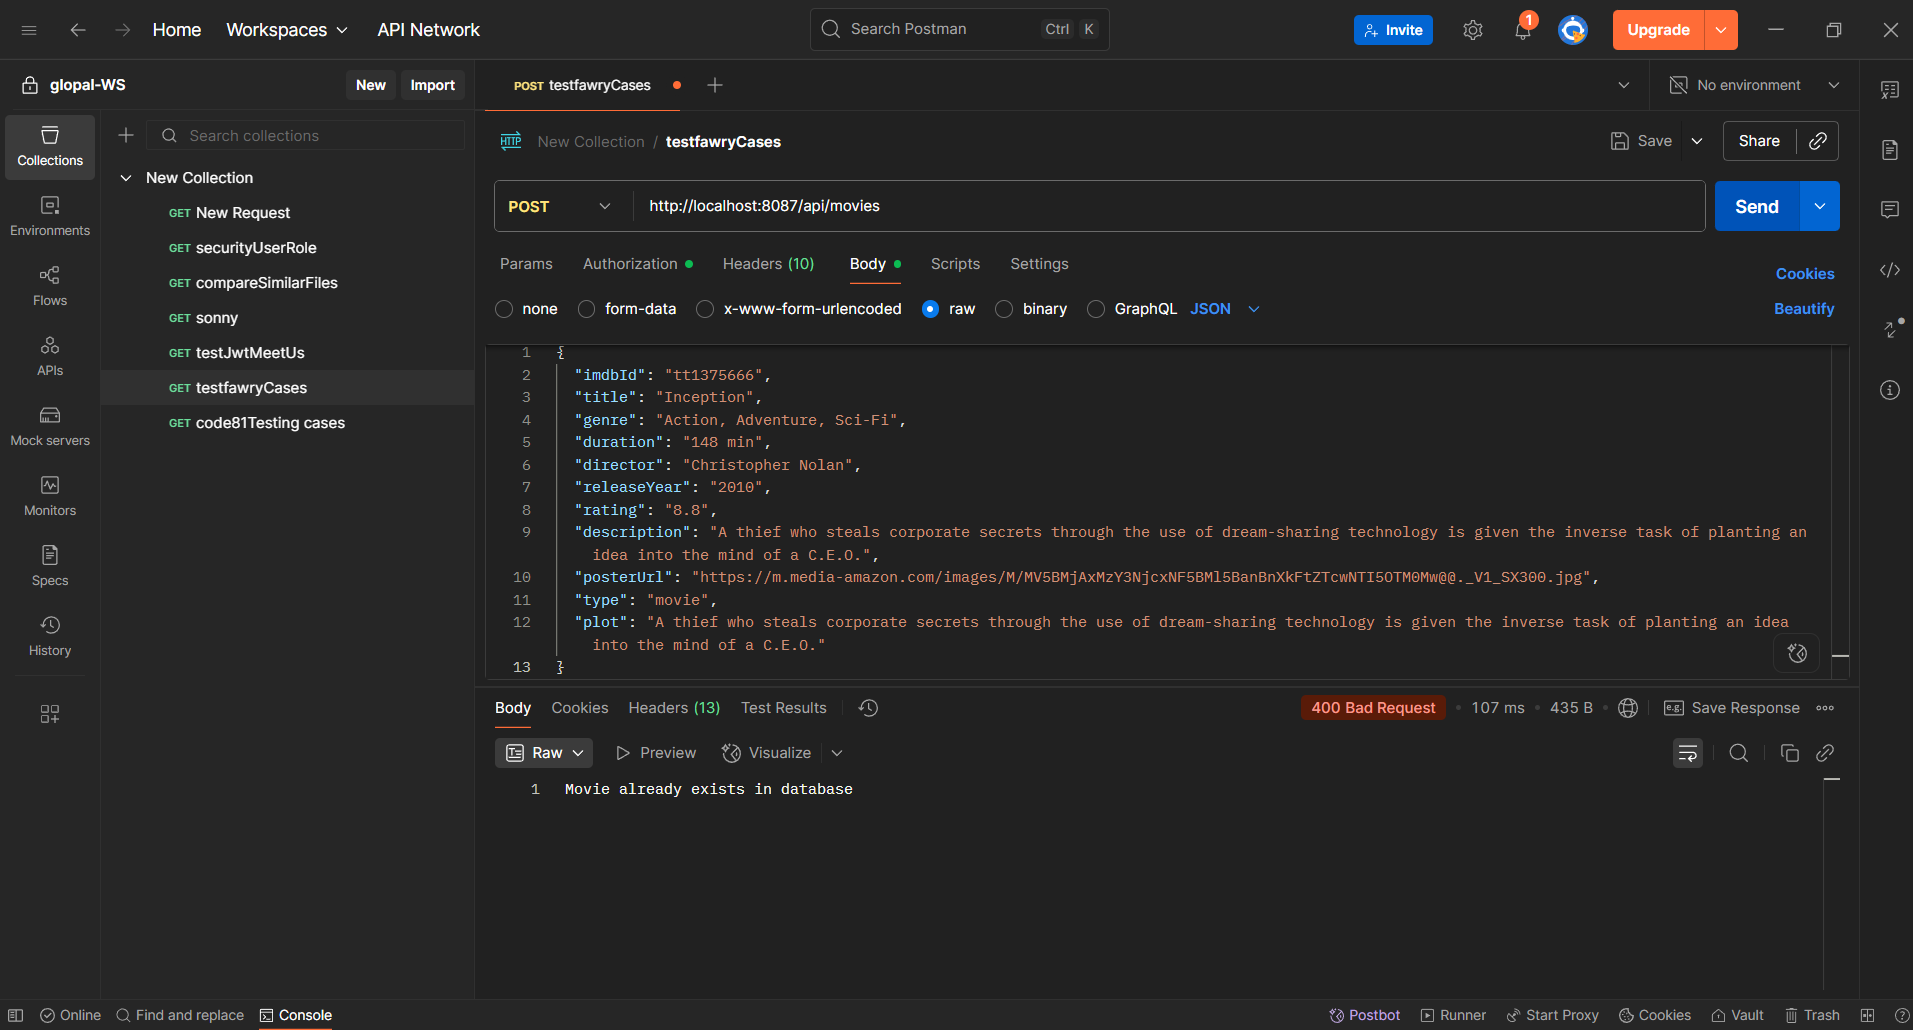 Home Workspaces API Network Search Postman Ctrl K Invite 1 Upgrade
glopal-WS New Import POST testfawryCases No environment
Search collections
Collections
Environments
Flows
APIs
Mock servers
Monitors
Specs
History
New Collection
GET New Request
GET securityUserRole
GET compareSimilarFiles
GET sonny
GET testJwtMeetUs
GET testfawryCases
GET code81Testing cases
HTTP New Collection / testfawryCases Save Share
POST http://localhost:8087/api/movies Send
Params Authorization Headers (10) Body Scripts Settings Cookies
none form-data x-www-form-urlencoded raw binary GraphQL JSON Beautify
1 {
2 "imdbId": "tt1375666",
3 "title": "Inception",
4 "genre": "Action, Adventure, Sci-Fi",
5 "duration": "148 min",
6 "director": "Christopher Nolan",
7 "releaseYear": "2010",
8 "rating": "8.8",
9 "description": "A thief who steals corporate secrets through the use of dream-sharing technology is given the inverse task of planting an
idea into the mind of a C.E.O.",
10 "posterUrl": "https://m.media-amazon.com/images/M/MV5BMjAxMzY3NjcxNF5BMl5BanBnXkFtZTcwNTI5OTM0Mw@@._V1_SX300.jpg",
11 "type": "movie",
12 "plot": "A thief who steals corporate secrets through the use of dream-sharing technology is given the inverse task of planting an idea
into the mind of a C.E.O."
13 }
Body Cookies Headers (13) Test Results 400 Bad Request 107 ms 435 B e.g. Save Response
Raw Preview Visualize
1 Movie already exists in database
Online Find and replace Console Postbot Runner Start Proxy Cookies Vault Trash